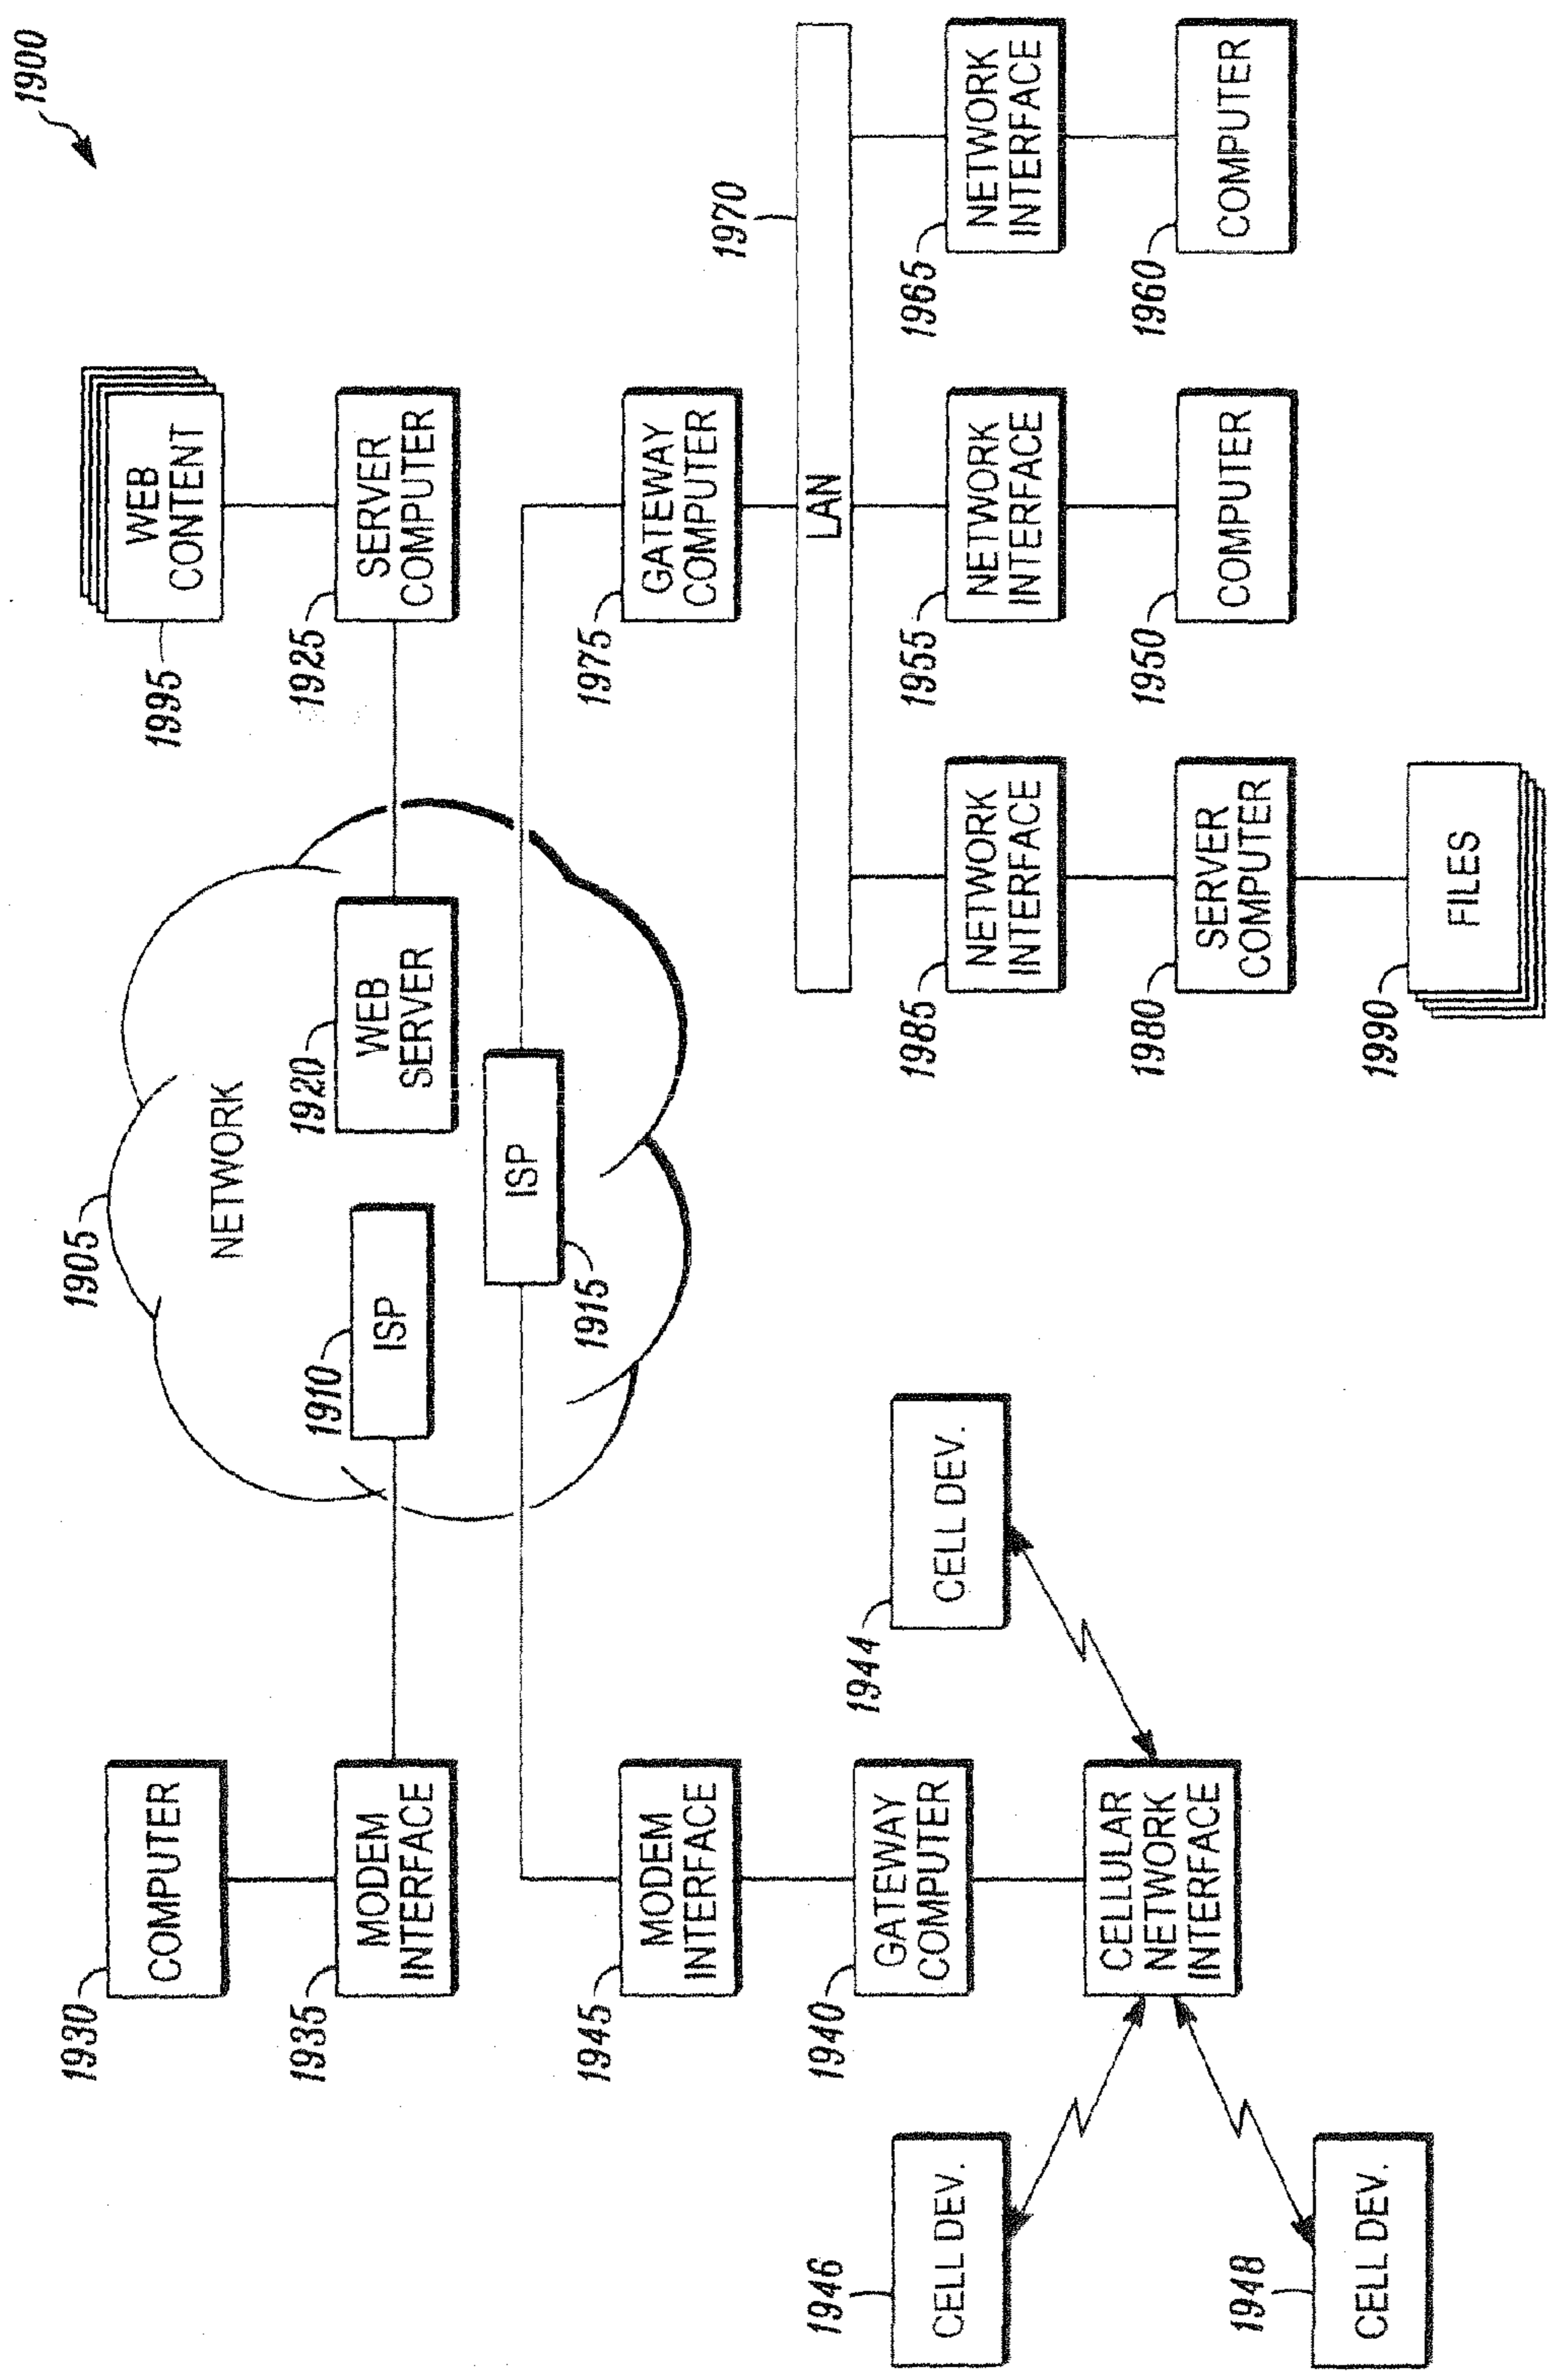 1900
1930
COMPUTER
1935
MODEM
INTERFACE
1945
MODEM
INTERFACE
1940
GATEWAY
COMPUTER
CELLULAR
NETWORK
INTERFACE
1946
CELL DEV.
1948
CELL DEV.
1944
CELL DEV.
1905
NETWORK
1910
ISP
1915
ISP
1920
WEB
SERVER
1995
WEB
CONTENT
1925
SERVER
COMPUTER
1975
GATEWAY
COMPUTER
1970
LAN
1985
NETWORK
INTERFACE
1980
SERVER
COMPUTER
1990
FILES
1955
NETWORK
INTERFACE
1950
COMPUTER
1965
NETWORK
INTERFACE
1960
COMPUTER